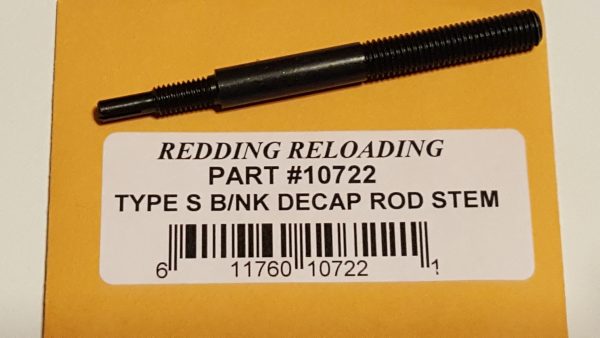 REDDING RELOADING
PART #10722
TYPE S B/NK DECAP ROD STEM
6 11760 10722 1